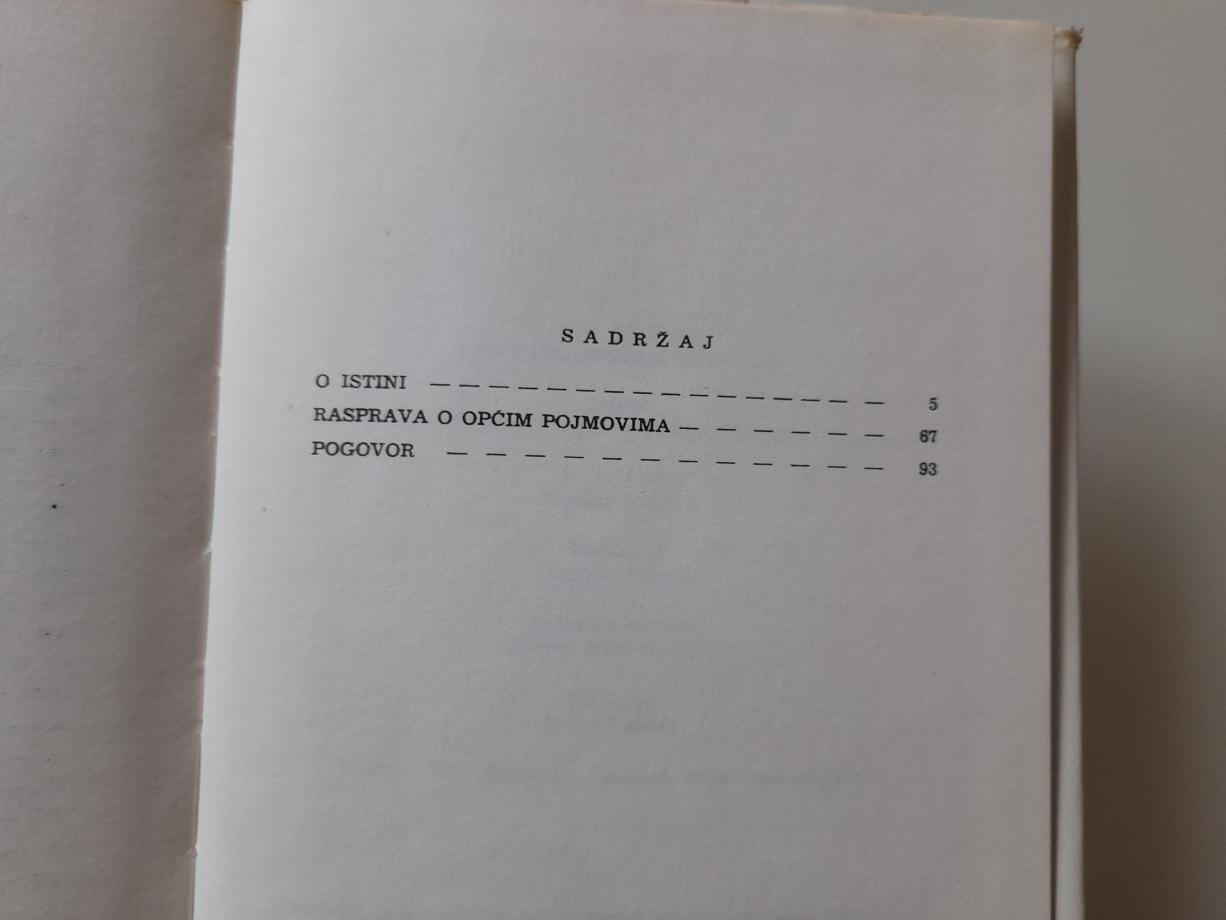 SADRŽAJ
O ISTINI — — — — — — — — — — — — — — — — 5
RASPRAVA O OPĆIM POJMOVIMA — — — — — — 67
POGOVOR — — — — — — — — — — — — 93